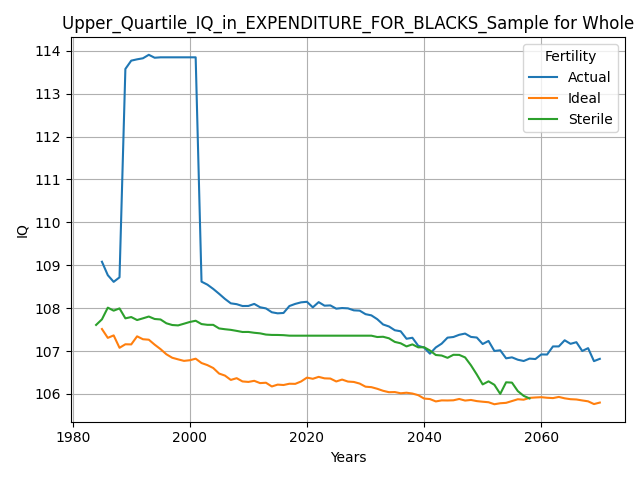 Upper_Quartile_IQ_in_EXPENDITURE_FOR_BLACKS_Sample for Whole
114
113
112
111
110
109
108
107
106
IQ
Fertility
Actual
Ideal
Sterile
1980
2000
2020
2040
2060
Years